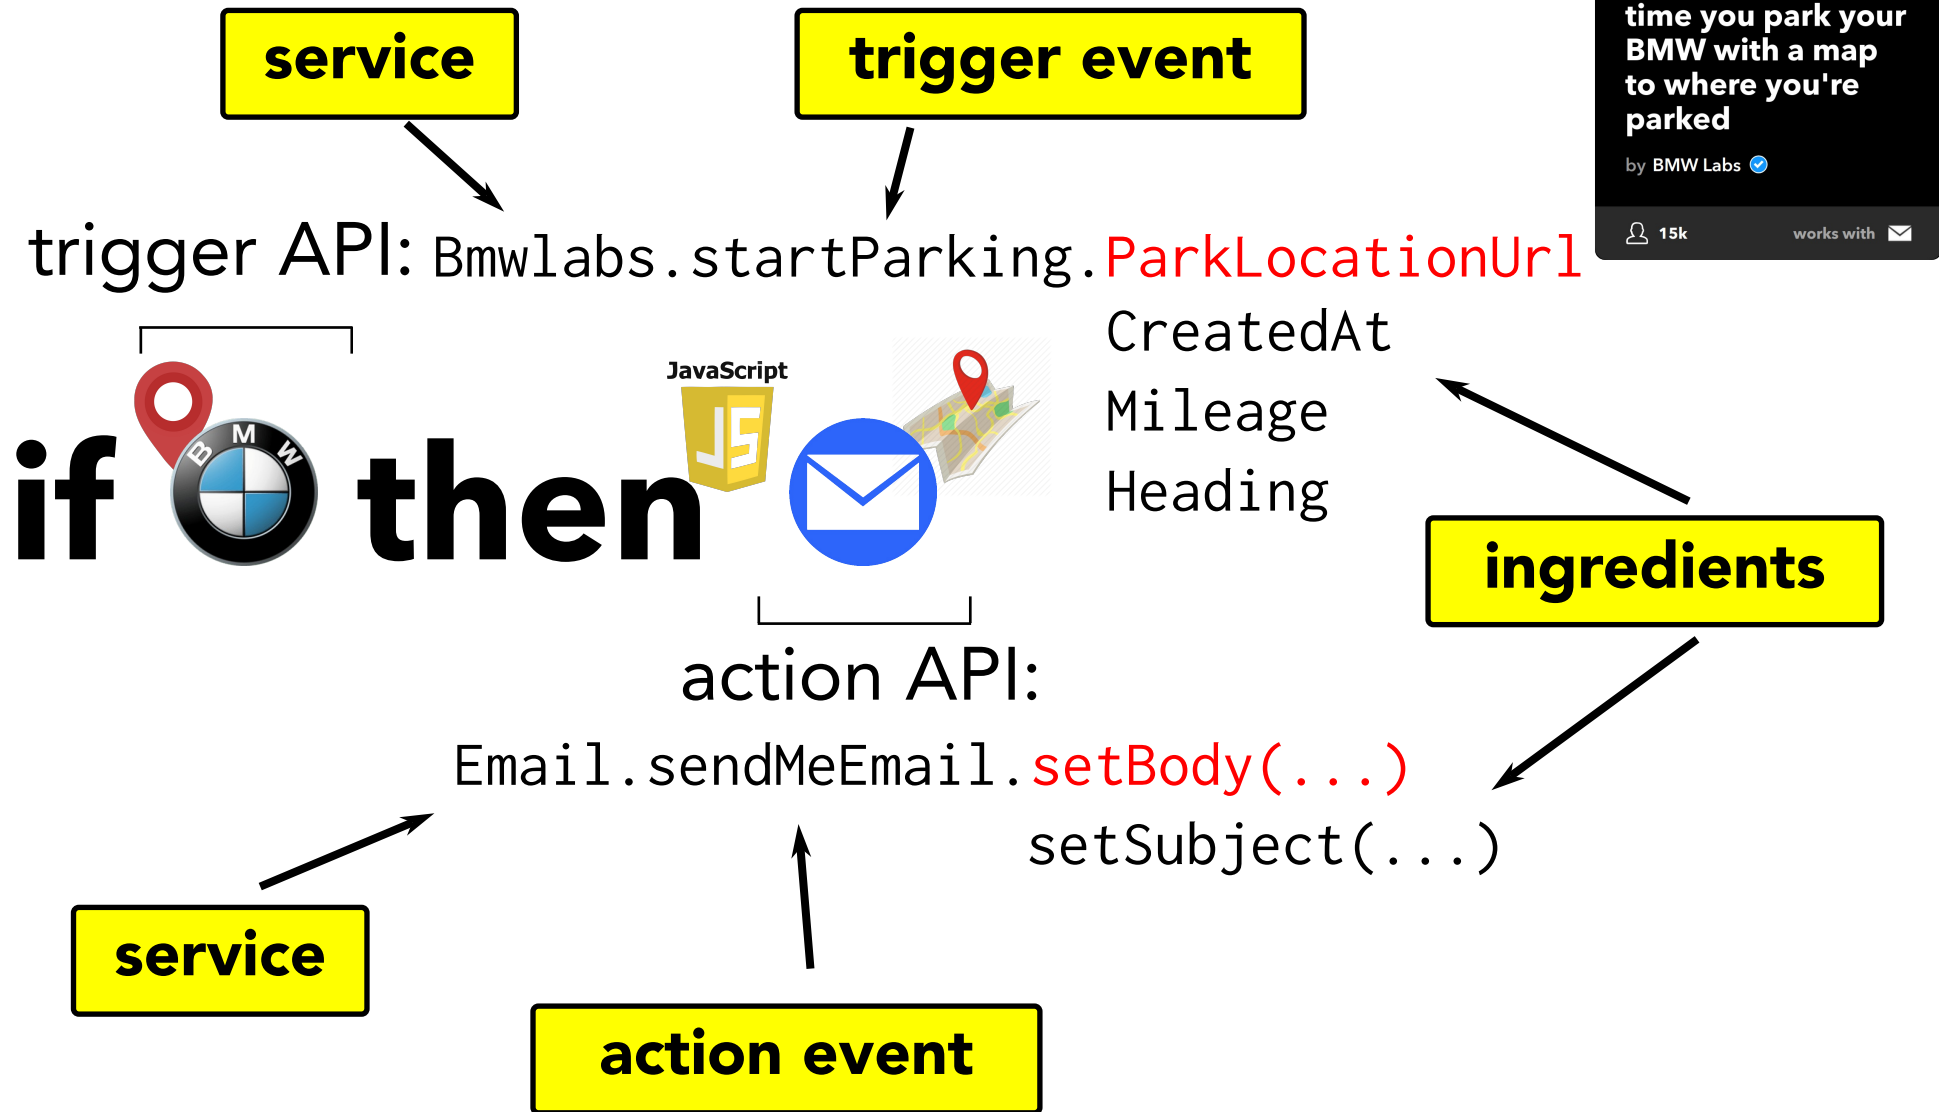 service
trigger event
time you park your
BMW with a map
to where you're
parked
by BMW Labs
15k
works with
trigger API: Bmwlabs.startParking.ParkLocationUrl
CreatedAt
Mileage
Heading
JavaScript
JS
BMW
if then
ingredients
action API:
Email.sendMeEmail.setBody(...)
setSubject(...)
service
action event